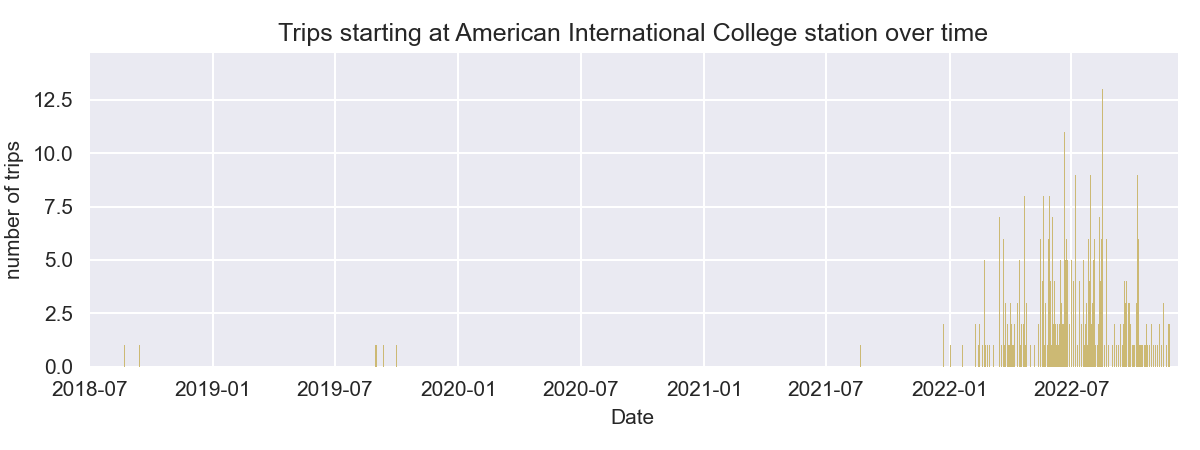 Trips starting at American International College station over time
number of trips
12.5
10.0
7.5
5.0
2.5
0.0
2018-07 2019-01 2019-07 2020-01 2020-07 2021-01 2021-07 2022-01 2022-07
Date